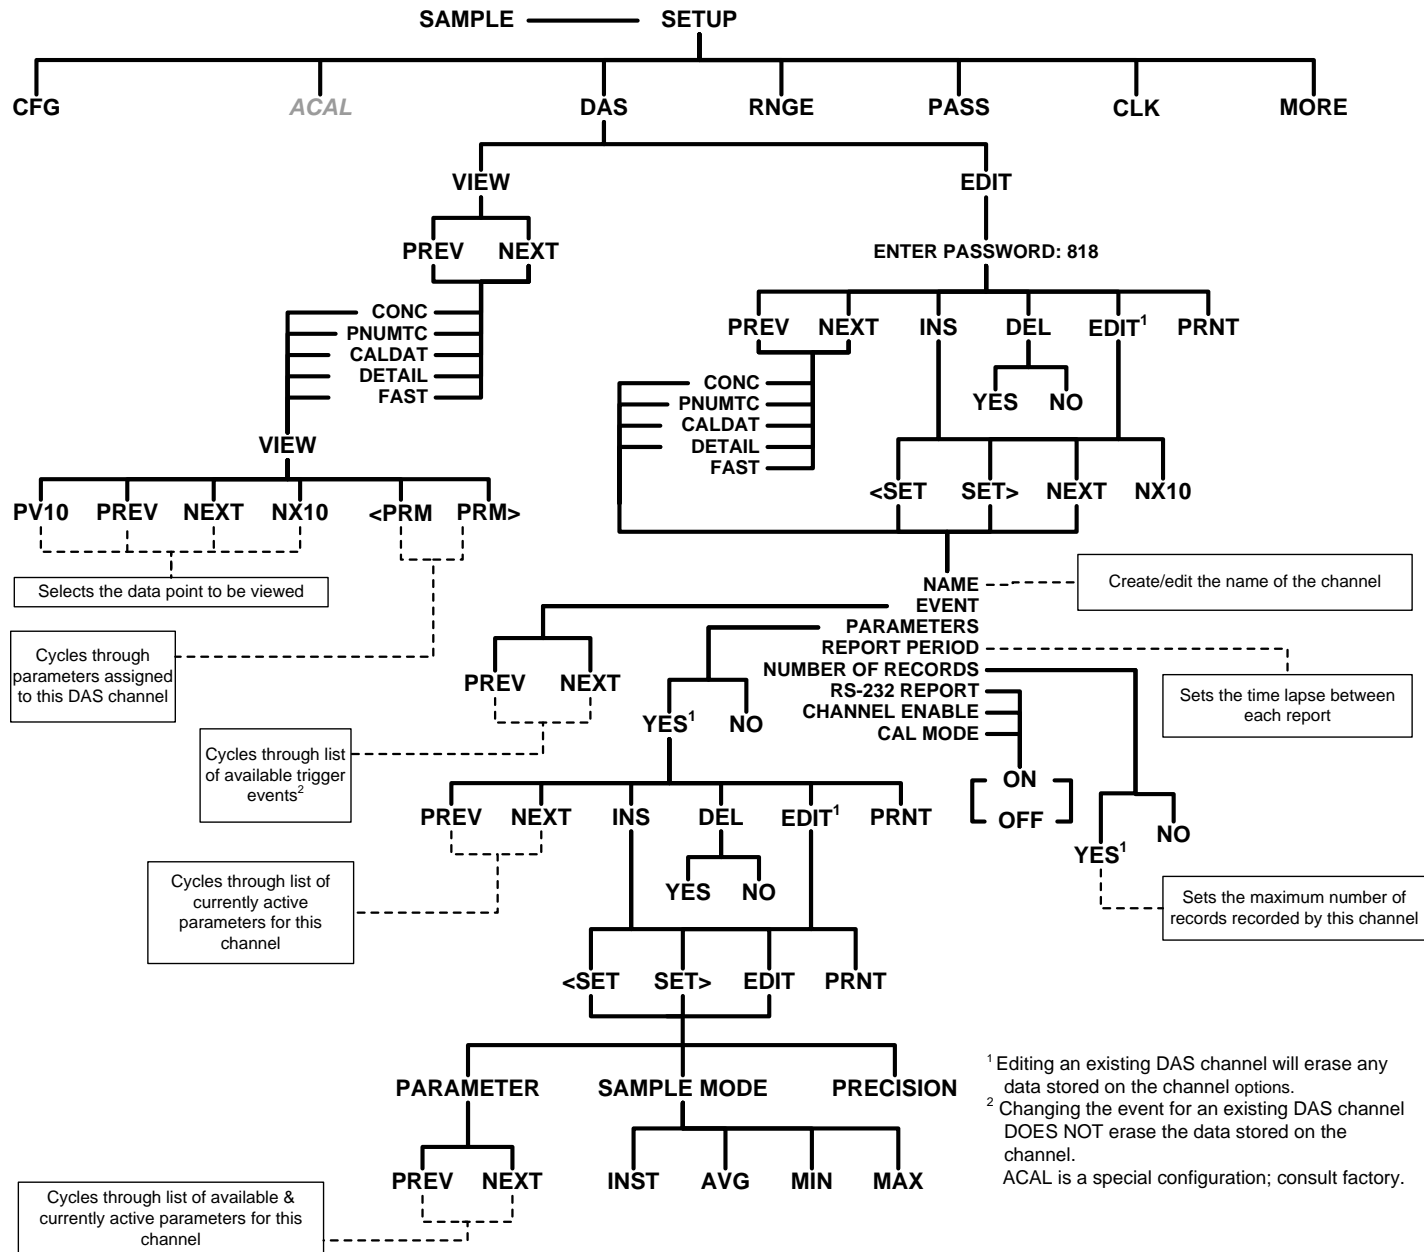 SAMPLE SETUP
CFG ACAL DAS RNGE PASS CLK MORE
VIEW EDIT
PREV NEXT
ENTER PASSWORD: 818
CONC
PNUMTC
CALDAT
DETAIL
FAST
PREV NEXT INS DEL EDIT1 PRNT
YES NO
CONC
PNUMTC
CALDAT
DETAIL
FAST
VIEW
PV10 PREV NEXT NX10 <PRM PRM>
<SET SET> NEXT NX10
Selects the data point to be viewed
Cycles through
parameters assigned
to this DAS channel
NAME
EVENT
PARAMETERS
REPORT PERIOD
NUMBER OF RECORDS
RS-232 REPORT
CHANNEL ENABLE
CAL MODE
Create/edit the name of the channel
Sets the time lapse between
each report
PREV NEXT
Cycles through list
of available trigger
events2
YES1 NO
ON
OFF
YES1 NO
Sets the maximum number of
records recorded by this channel
PREV NEXT INS DEL EDIT1 PRNT
YES NO
Cycles through list of
currently active
parameters for this
channel
<SET SET> EDIT PRNT
PARAMETER SAMPLE MODE PRECISION
PREV NEXT
INST AVG MIN MAX
Cycles through list of available &
currently active parameters for this
channel
1 Editing an existing DAS channel will erase any
data stored on the channel options.
2 Changing the event for an existing DAS channel
DOES NOT erase the data stored on the
channel.
ACAL is a special configuration; consult factory.